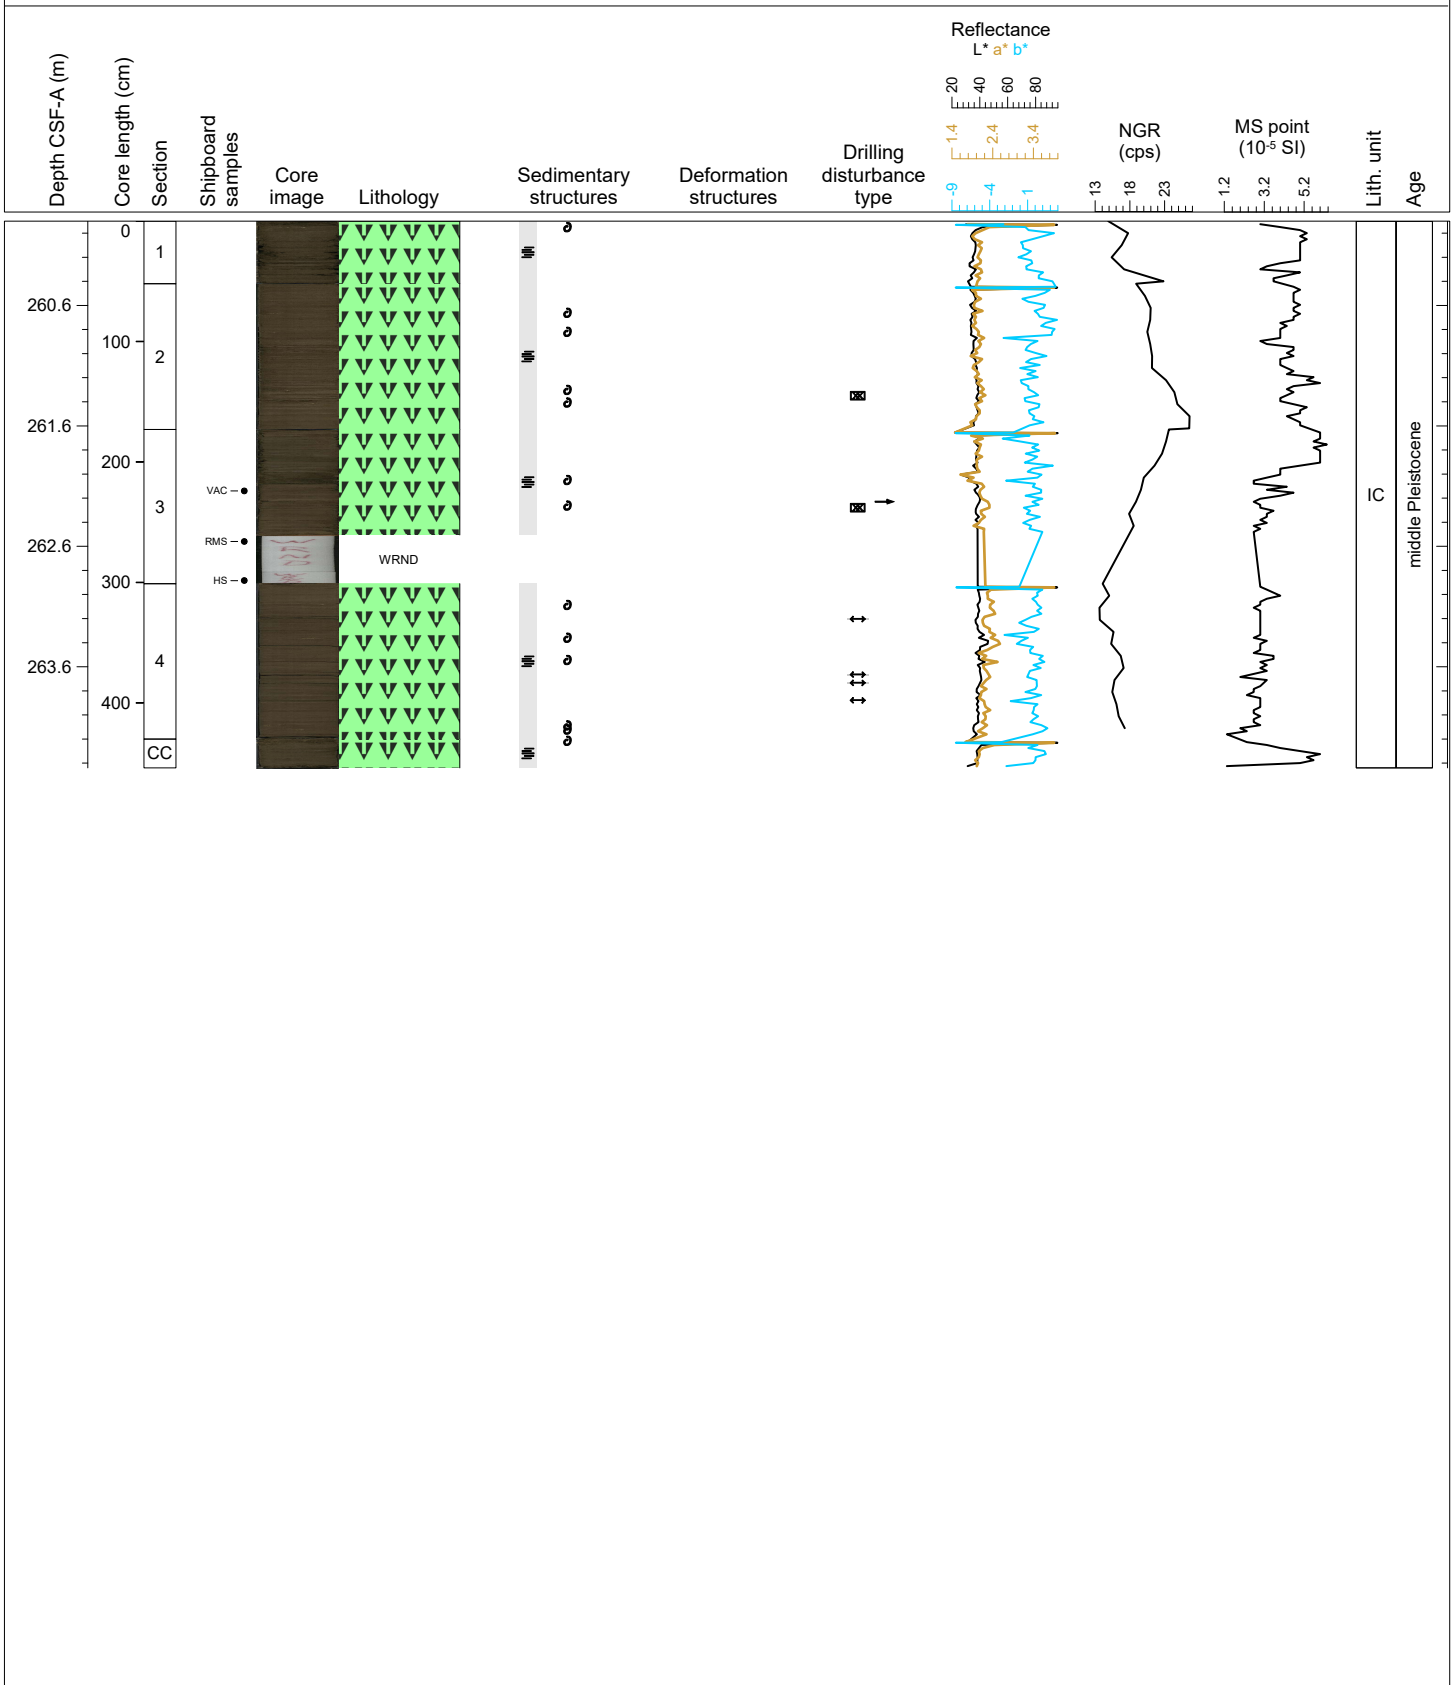 Depth CSF-A (m)
Core length (cm)
Section
Shipboard
samples
Core
image
Lithology
Sedimentary
structures
Deformation
structures
Drilling
disturbance
type
Reflectance
L* a* b*
20 40 60 80
1.4 2.4 3.4
-9 -4 1
NGR
(cps)
13 18 23
MS point
(10-5 SI)
1.2 3.2 5.2
Lith. unit
Age
0
1
260.6
100
2
261.6
200
VAC
3
IC
middle Pleistocene
RMS
262.6
WRND
HS
300
263.6
4
400
CC